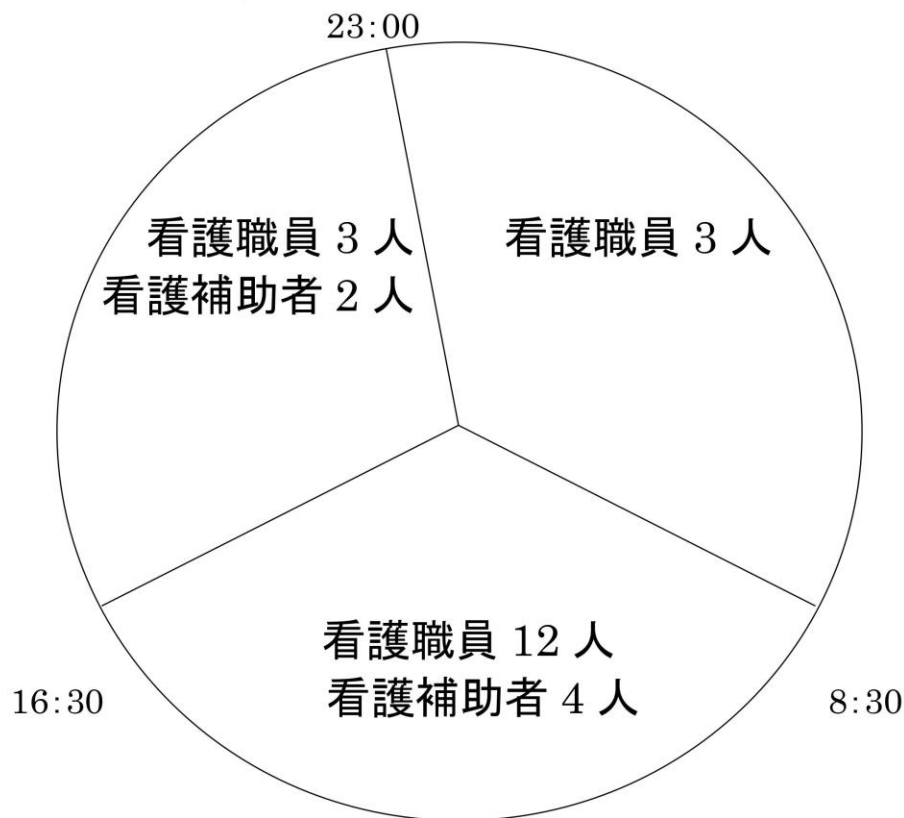 23:00
看護職員 3 人
看護補助者 2 人
看護職員 3 人
看護職員 12 人
看護補助者 4 人
16:30
8:30